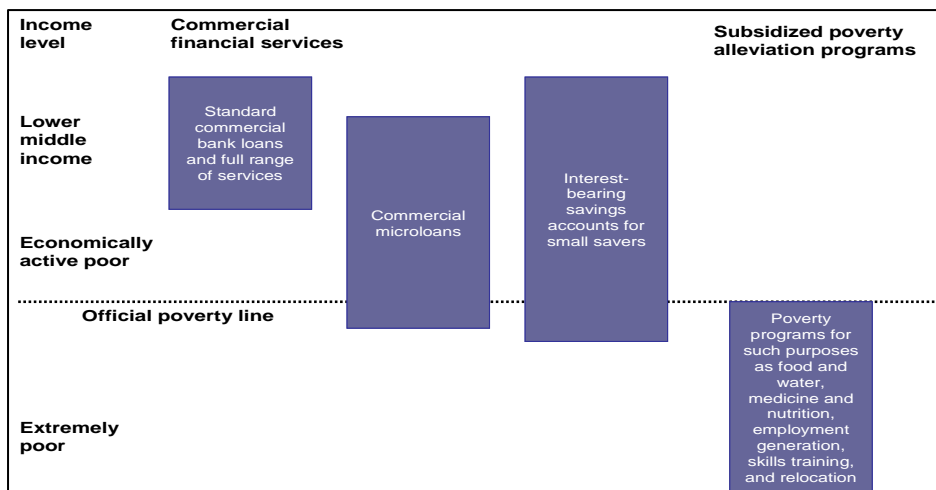 Income
level
Commercial
financial services
Subsidized poverty
alleviation programs
Lower
middle
income
Standard
commercial
bank loans
and full range
of services
Commercial
microloans
Interest-
bearing
savings
accounts for
small savers
Economically
active poor
Official poverty line
Extremely
poor
Poverty
programs for
such purposes
as food and
water,
medicine and
nutrition,
employment
generation,
skills training,
and relocation